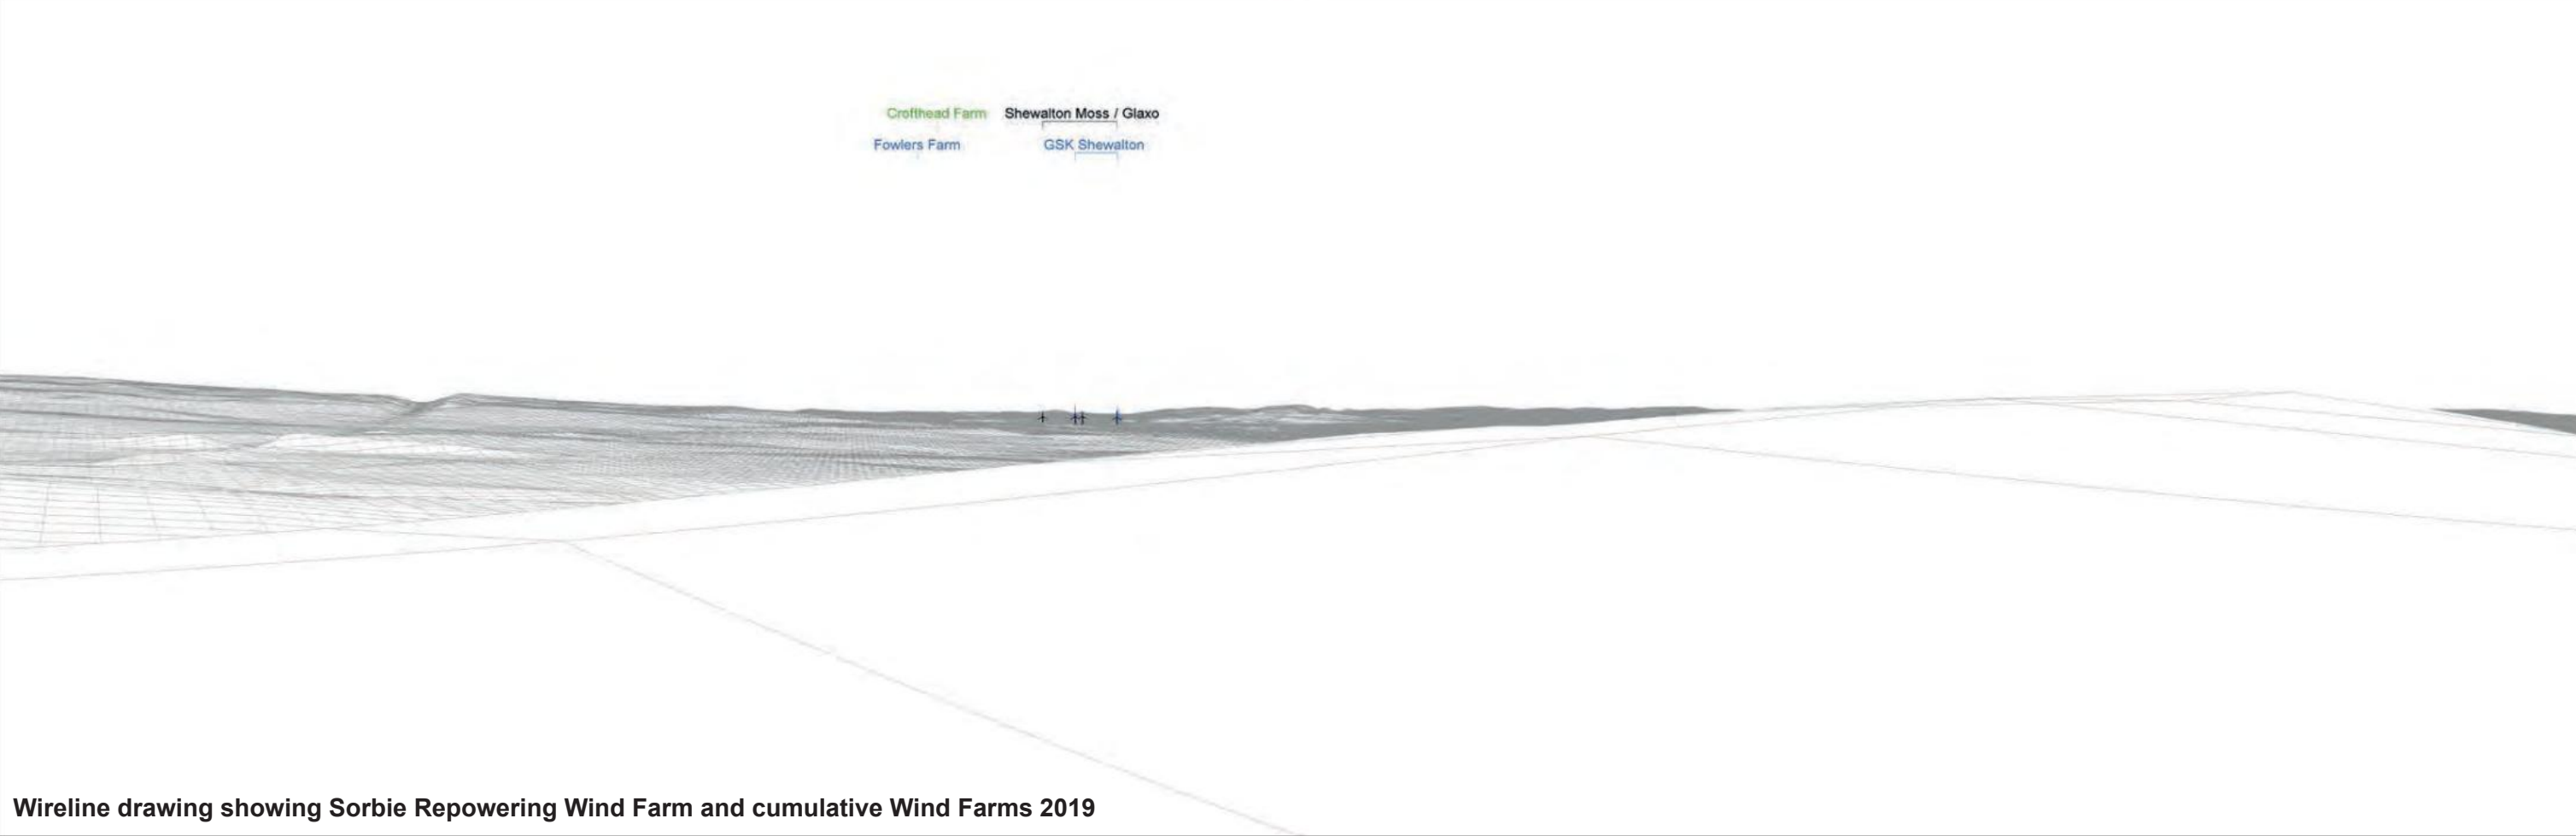 Crofthead Farm Shewalton Moss / Glaxo
Fowlers Farm GSK Shewalton
Wireline drawing showing Sorbie Repowering Wind Farm and cumulative Wind Farms 2019